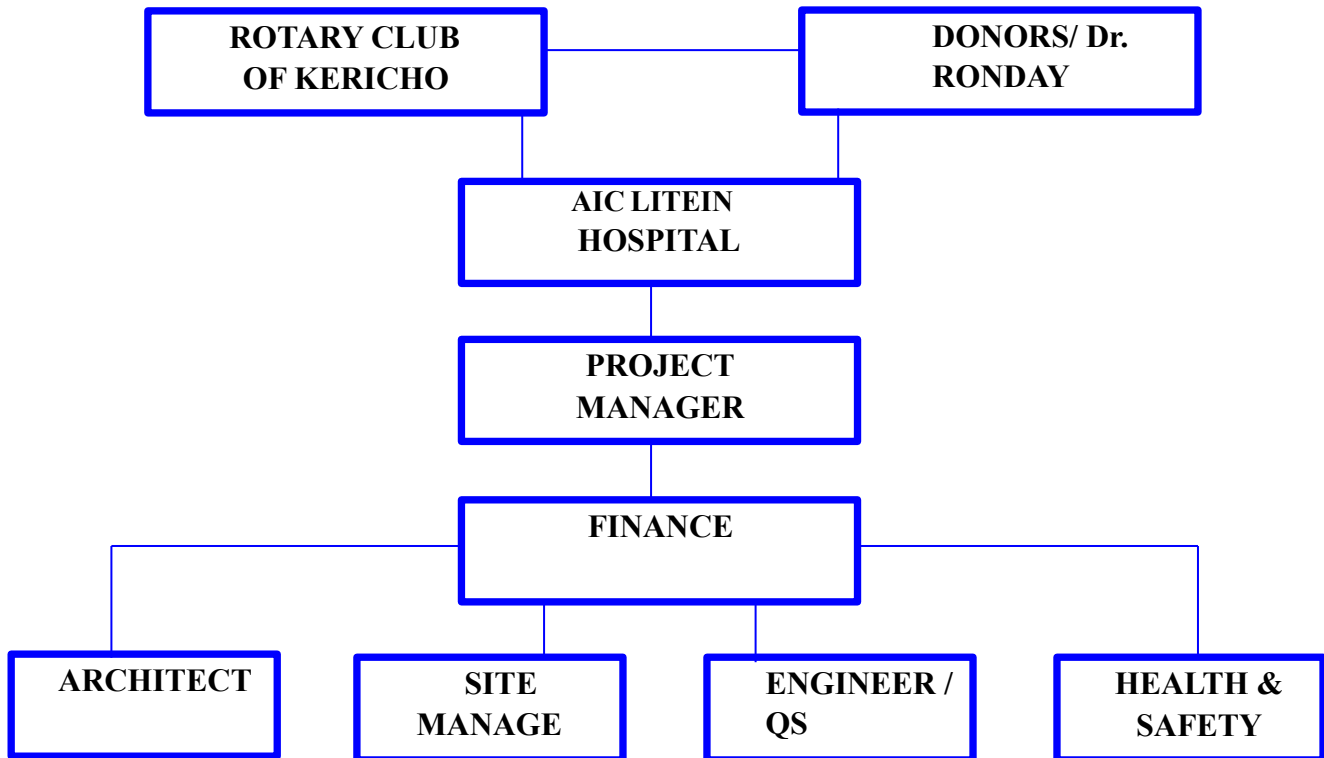 ROTARY CLUB
OF KERICHO
DONORS/ Dr.
RONDAY
AIC LITEIN
HOSPITAL
PROJECT
MANAGER
FINANCE
ARCHITECT
SITE
MANAGE
ENGINEER /
QS
HEALTH &
SAFETY